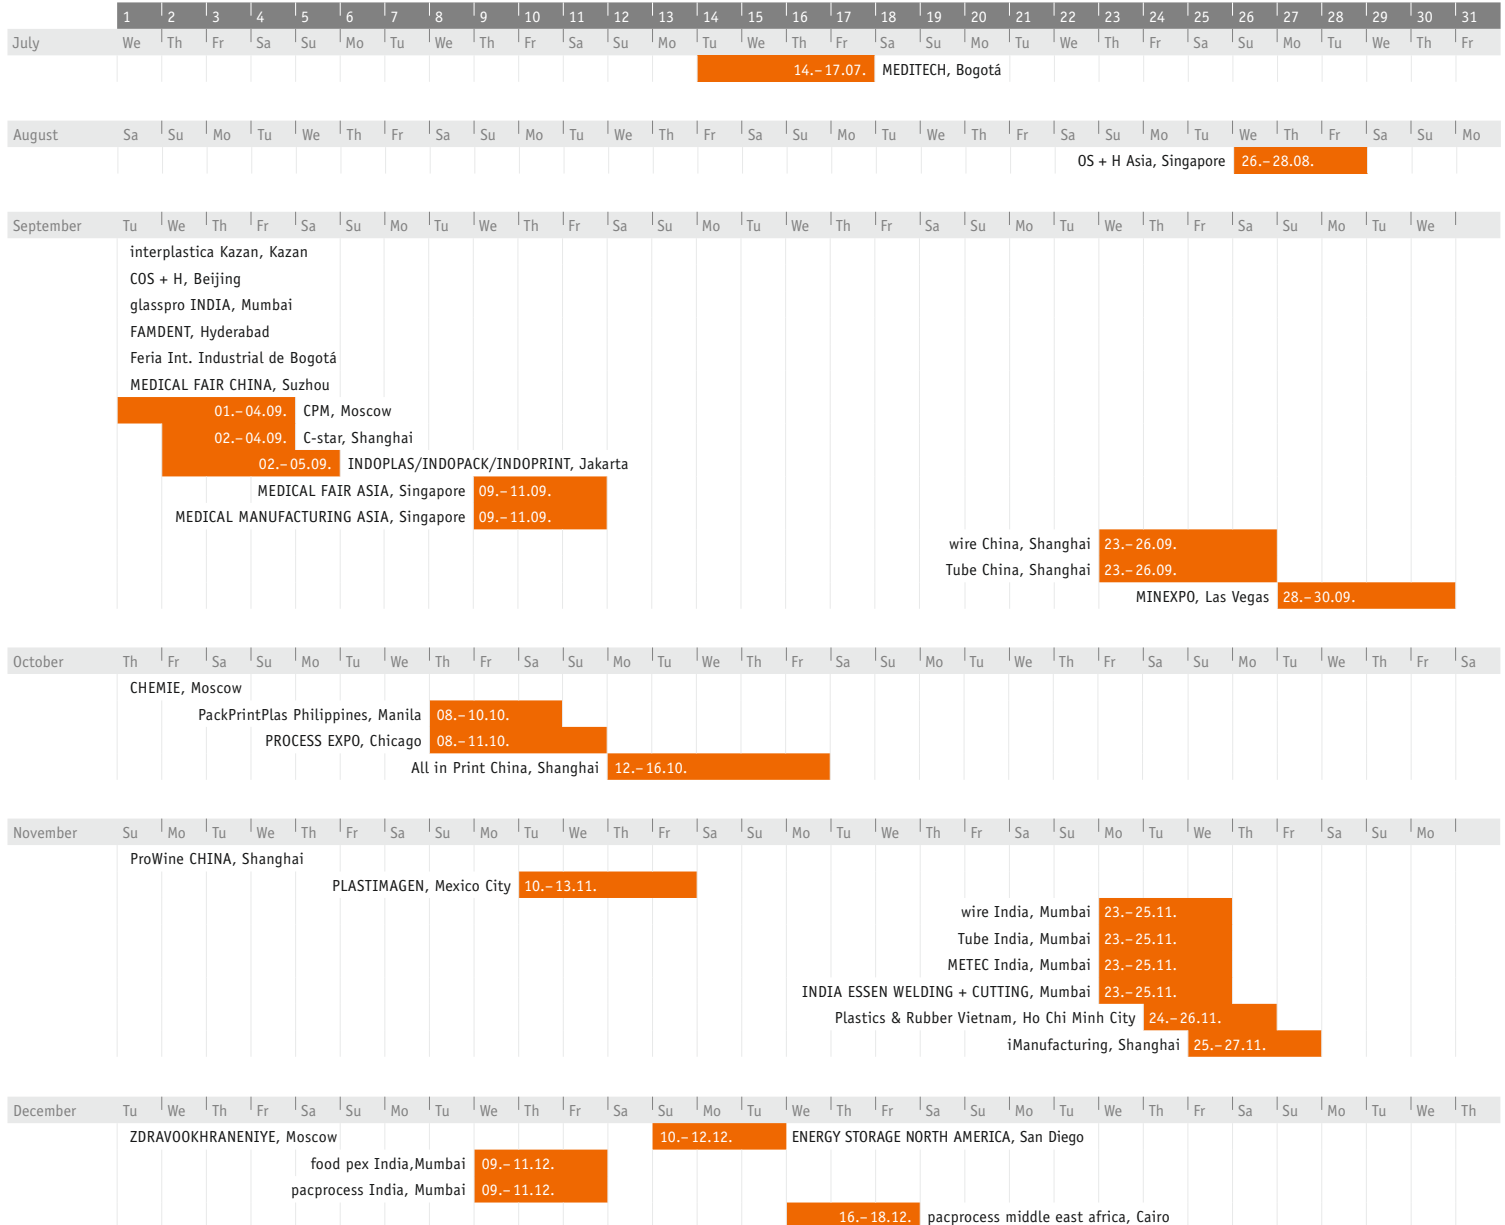 1 2 3 4 5 6 7 8 9 10 11 12 13 14 15 16 17 18 19 20 21 22 23 24 25 26 27 28 29 30 31
July We Th Fr Sa Su Mo Tu We Th Fr Sa Su Mo Tu We Th Fr Sa Su Mo Tu We Th Fr Sa Su Mo Tu We Th Fr
14.–17.07. MEDITECH, Bogotá
August Sa Su Mo Tu We Th Fr Sa Su Mo Tu We Th Fr Sa Su Mo Tu We Th Fr Sa Su Mo Tu We Th Fr Sa Su Mo
OS + H Asia, Singapore 26.–28.08.
September Tu We Th Fr Sa Su Mo Tu We Th Fr Sa Su Mo Tu We Th Fr Sa Su Mo Tu We Th Fr Sa Su Mo Tu We
interplastica Kazan, Kazan
COS + H, Beijing
glasspro INDIA, Mumbai
FAMDENT, Hyderabad
Feria Int. Industrial de Bogotá
MEDICAL FAIR CHINA, Suzhou
01.–04.09. CPM, Moscow
02.–04.09. C-star, Shanghai
02.–05.09. INDOPLAS/INDOPACK/INDOPRINT, Jakarta
MEDICAL FAIR ASIA, Singapore 09.–11.09.
MEDICAL MANUFACTURING ASIA, Singapore 09.–11.09.
wire China, Shanghai 23.–26.09.
Tube China, Shanghai 23.–26.09.
MINEXPO, Las Vegas 28.–30.09.
October Th Fr Sa Su Mo Tu We Th Fr Sa Su Mo Tu We Th Fr Sa Su Mo Tu We Th Fr Sa Su Mo Tu We Th Fr Sa
CHEMIE, Moscow
PackPrintPlas Philippines, Manila 08.–10.10.
PROCESS EXPO, Chicago 08.–11.10.
All in Print China, Shanghai 12.–16.10.
November Su Mo Tu We Th Fr Sa Su Mo Tu We Th Fr Sa Su Mo Tu We Th Fr Sa Su Mo Tu We Th Fr Sa Su Mo
ProWine CHINA, Shanghai
PLASTIMAGEN, Mexico City 10.–13.11.
wire India, Mumbai 23.–25.11.
Tube India, Mumbai 23.–25.11.
METEC India, Mumbai 23.–25.11.
INDIA ESSEN WELDING + CUTTING, Mumbai 23.–25.11.
Plastics & Rubber Vietnam, Ho Chi Minh City 24.–26.11.
iManufacturing, Shanghai 25.–27.11.
December Tu We Th Fr Sa Su Mo Tu We Th Fr Sa Su Mo Tu We Th Fr Sa Su Mo Tu We Th Fr Sa Su Mo Tu We Th
ZDRAVOOKHRANENIYE, Moscow 10.–12.12. ENERGY STORAGE NORTH AMERICA, San Diego
food pex India,Mumbai 09.–11.12.
pacprocess India, Mumbai 09.–11.12.
16.–18.12. pacprocess middle east africa, Cairo